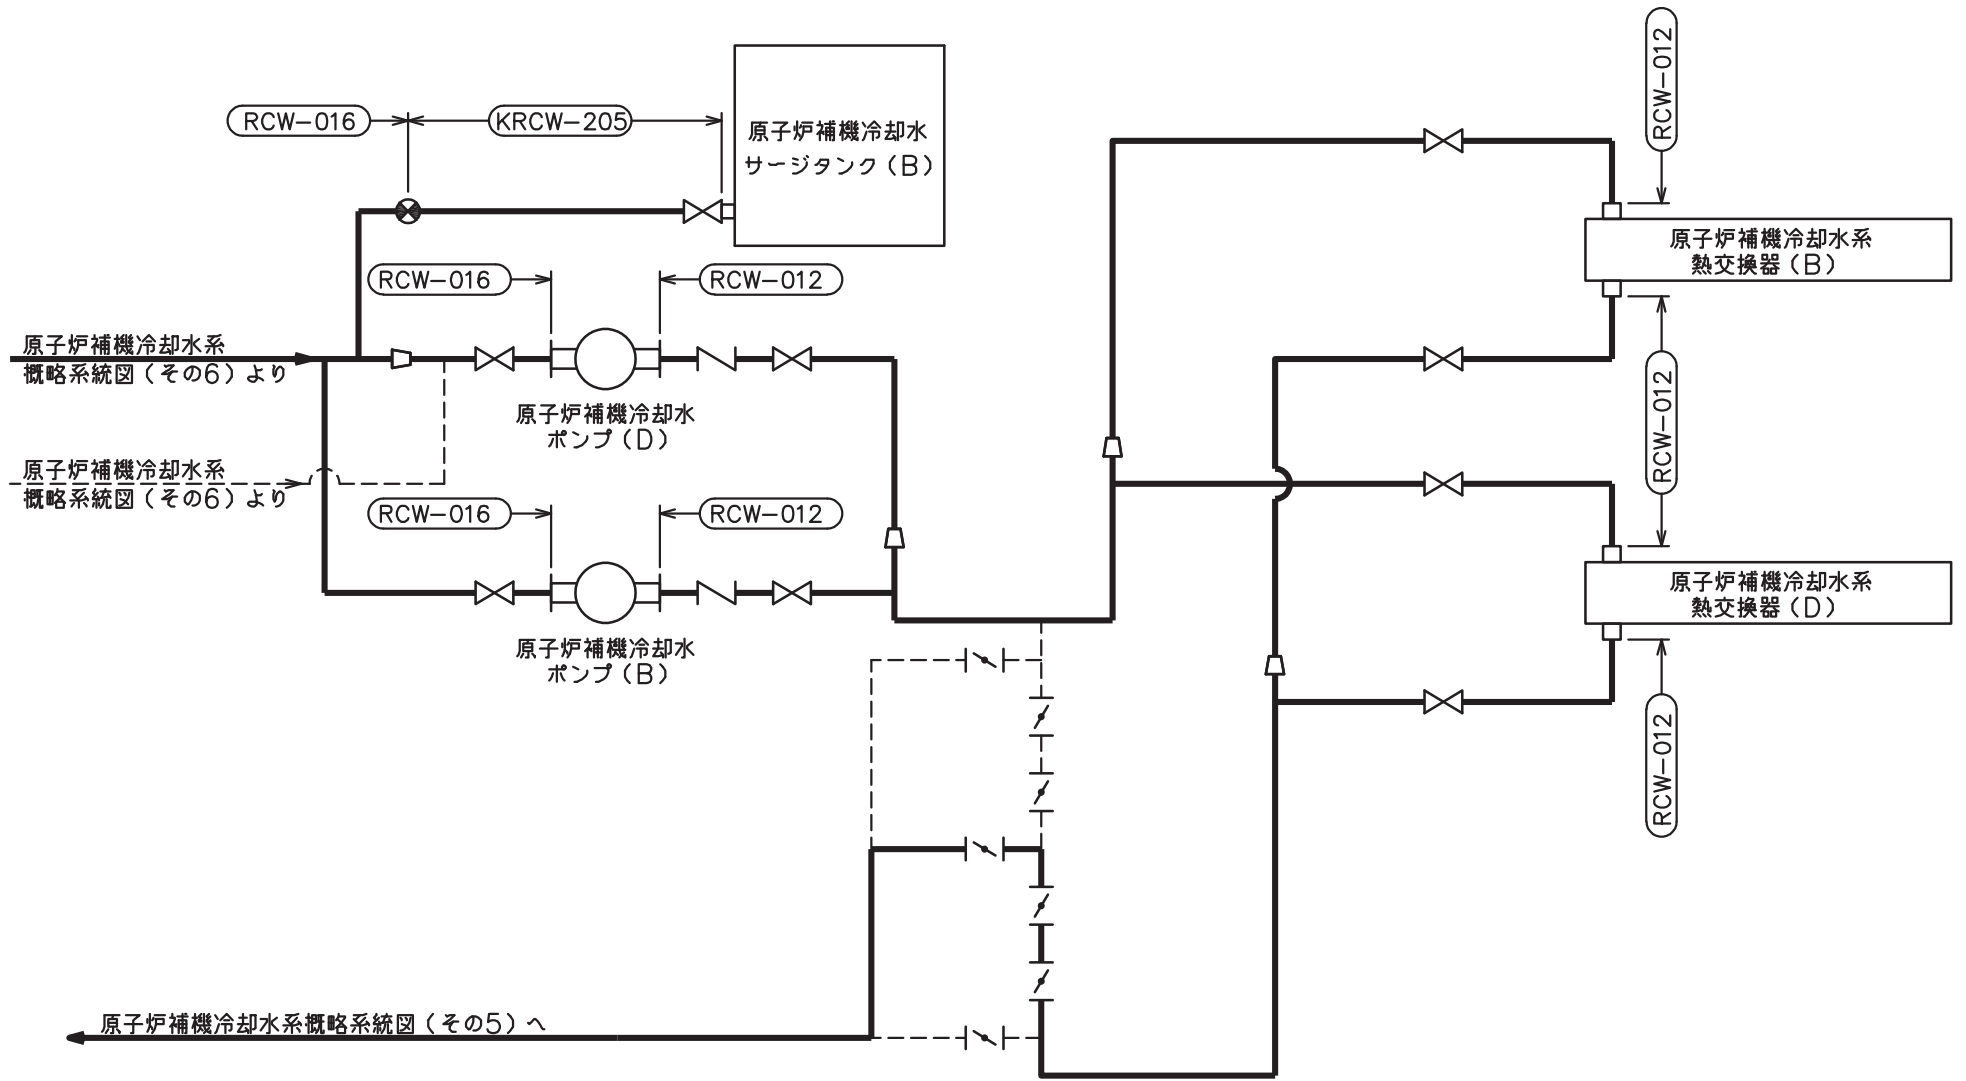 RCW-012
RCW-016
KRCW-205
原子炉補機冷却水
サージタンク（B）
原子炉補機冷却水系
熱交換器（B）
RCW-016
RCW-012
原子炉補機冷却水系
概略系統図（その6）より
原子炉補機冷却水
ポンプ（D）
RCW-012
原子炉補機冷却水系
概略系統図（その6）より
RCW-016
RCW-012
原子炉補機冷却水系
熱交換器（D）
原子炉補機冷却水
ポンプ（B）
RCW-012
原子炉補機冷却水系概略系統図（その5）へ